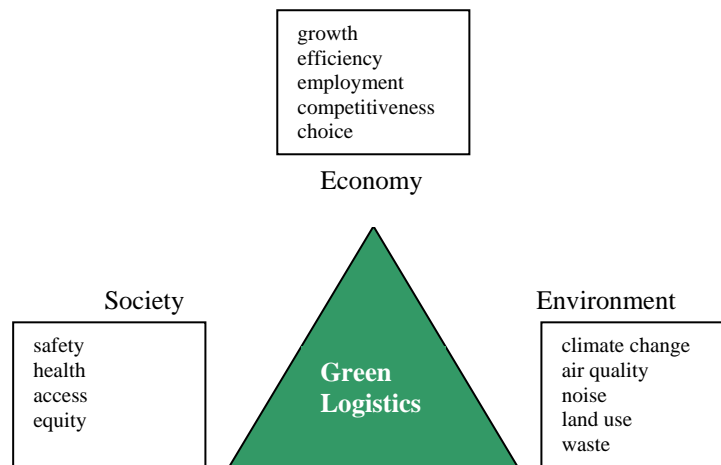 growth
efficiency
employment
competitiveness
choice
Economy
Society
Environment
safety
health
access
equity
Green
Logistics
climate change
air quality
noise
land use
waste